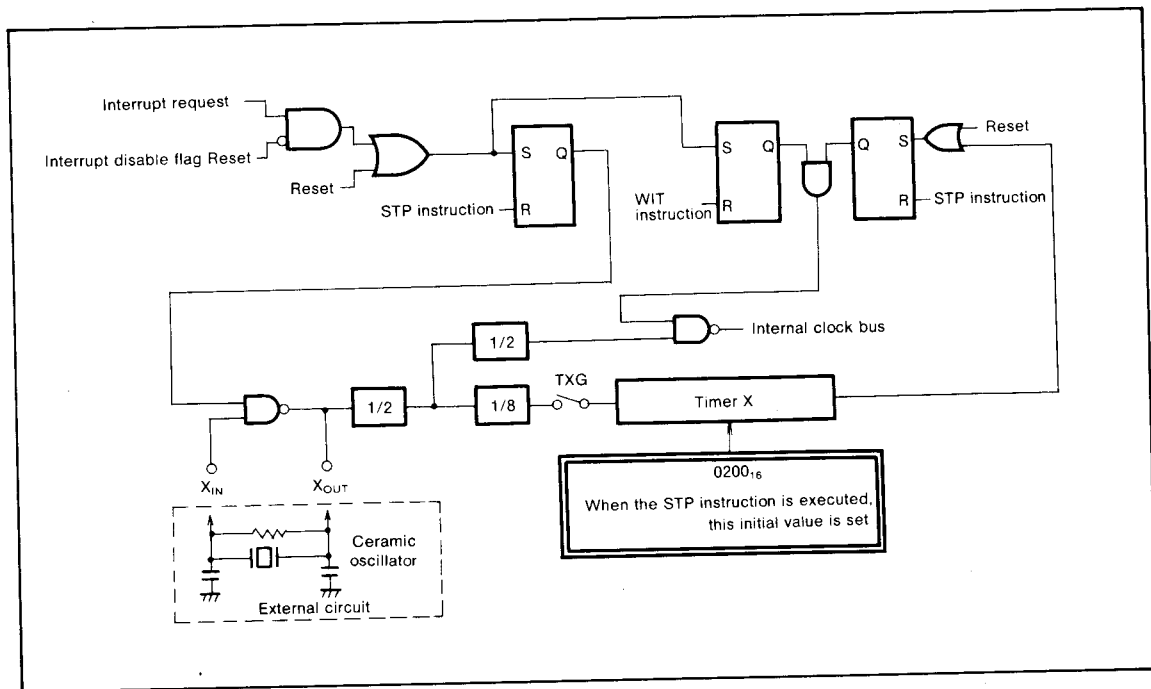 Interrupt request
Interrupt disable flag Reset
Reset
STP instruction
S Q
R
WIT
instruction
S Q
R
Q S
R
Reset
STP instruction
1/2
Internal clock bus
1/2
1/8
TXG
Timer X
XIN
XOUT
0200₁₆
When the STP instruction is executed,
this initial value is set
Ceramic
oscillator
External circuit